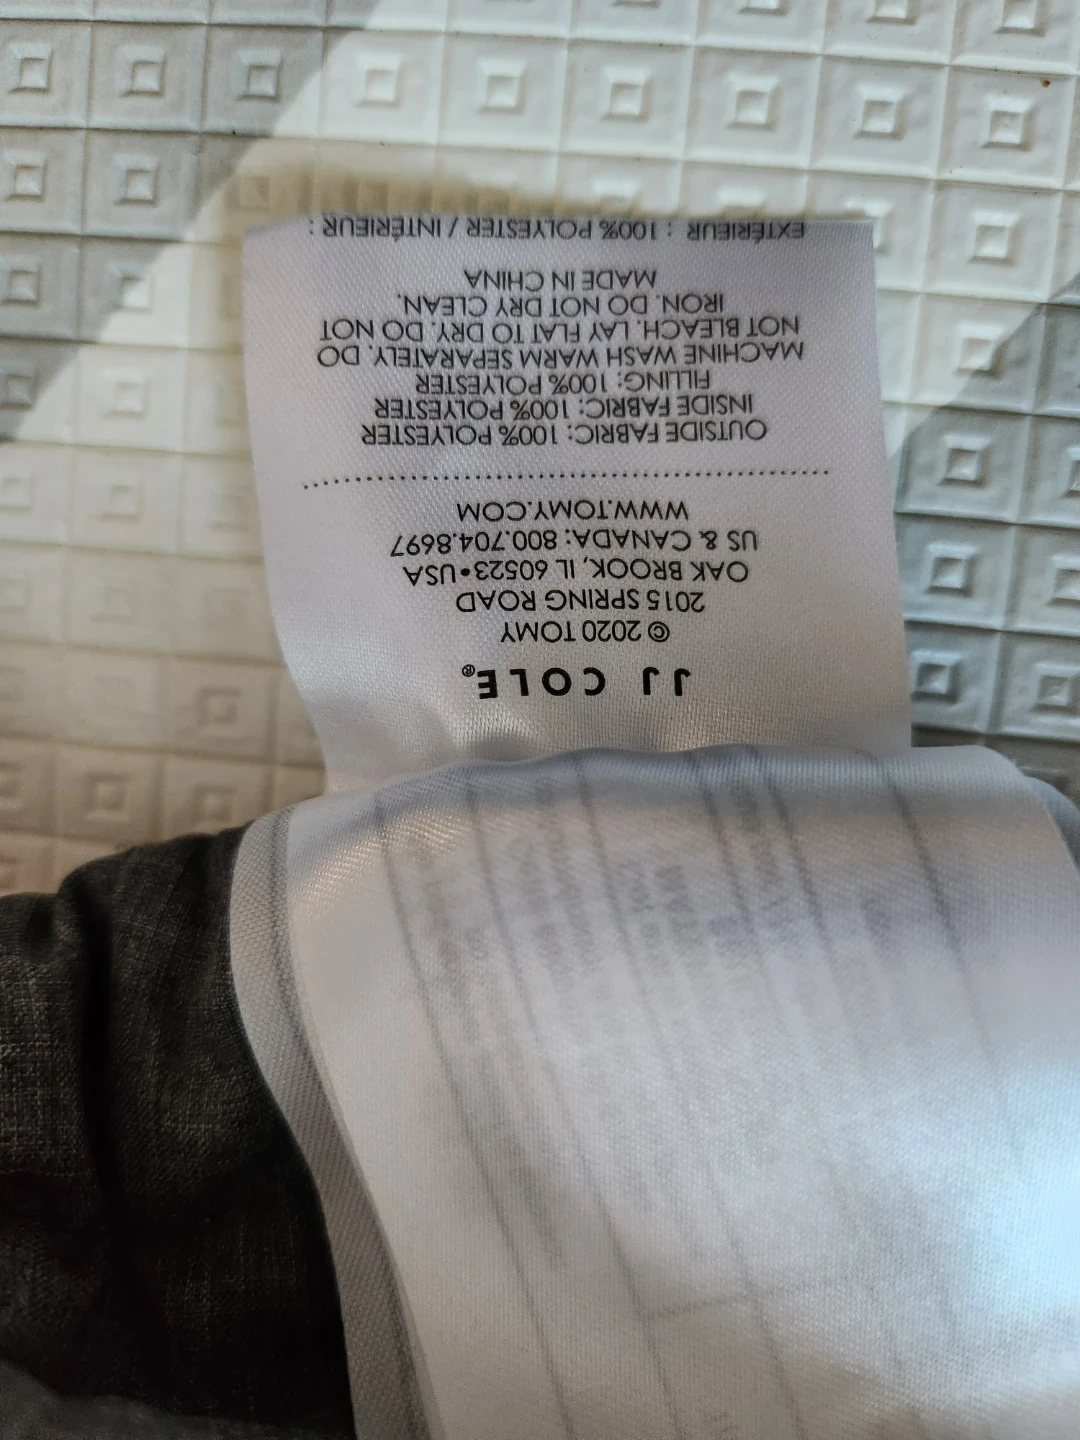 JJ COLE®
© 2020 TOMY
2015 SPRING ROAD
OAK BROOK, IL 60523•USA
US & CANADA: 800.704.8697
WWW.TOMY.COM
OUTSIDE FABRIC: 100% POLYESTER
INSIDE FABRIC: 100% POLYESTER
FILLING: 100% POLYESTER
MACHINE WASH WARM SEPARATELY. DO
NOT BLEACH. LAY FLAT TO DRY. DO NOT
IRON. DO NOT DRY CLEAN.
MADE IN CHINA
EXTÉRIEUR : 100% POLYESTER / INTÉRIEUR :